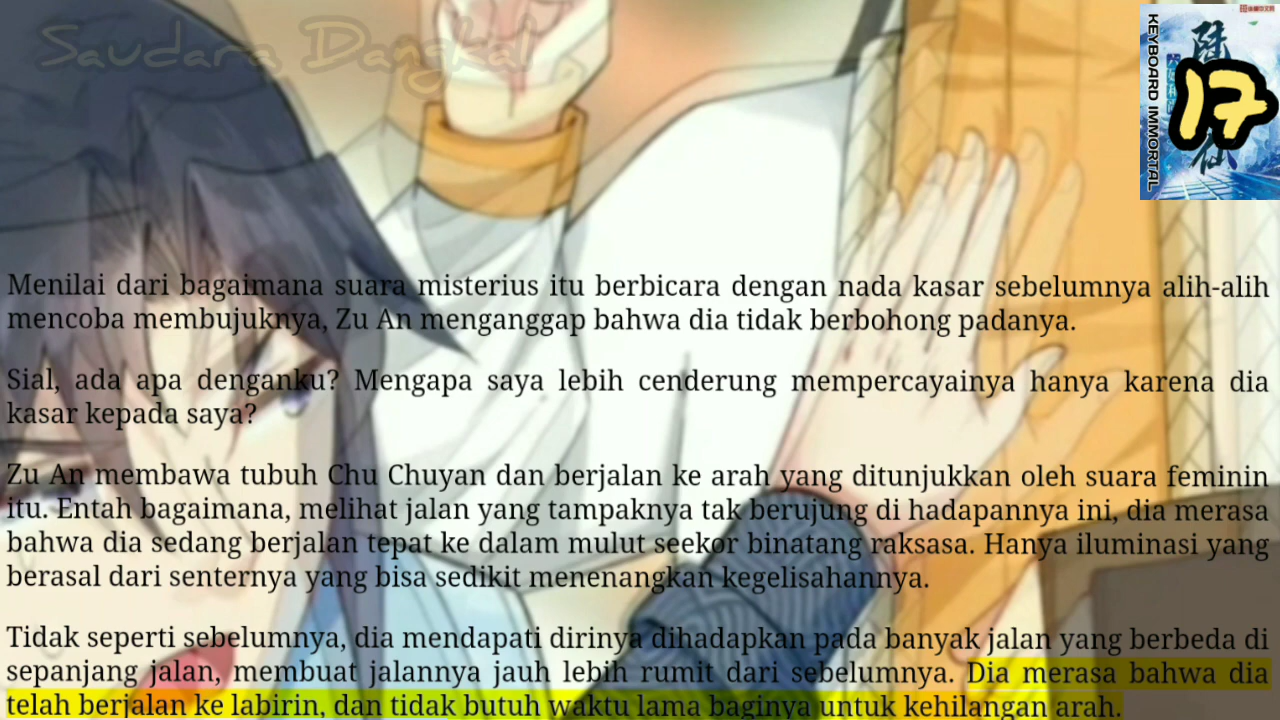 Saudara Dangkal
KEYBOARD IMMORTAL
17
仙
Menilai dari bagaimana suara misterius itu berbicara dengan nada kasar sebelumnya alih-alih
mencoba membujuknya, Zu An menganggap bahwa dia tidak berbohong padanya.
Sial, ada apa denganku? Mengapa saya lebih cenderung mempercayainya hanya karena dia
kasar kepada saya?
Zu An membawa tubuh Chu Chuyan dan berjalan ke arah yang ditunjukkan oleh suara feminin
itu. Entah bagaimana, melihat jalan yang tampaknya tak berujung di hadapannya ini, dia merasa
bahwa dia sedang berjalan tepat ke dalam mulut seekor binatang raksasa. Hanya iluminasi yang
berasal dari senternya yang bisa sedikit menenangkan kegelisahannya.
Tidak seperti sebelumnya, dia mendapati dirinya dihadapkan pada banyak jalan yang berbeda di
sepanjang jalan, membuat jalannya jauh lebih rumit dari sebelumnya. Dia merasa bahwa dia
telah berjalan ke labirin, dan tidak butuh waktu lama baginya untuk kehilangan arah.